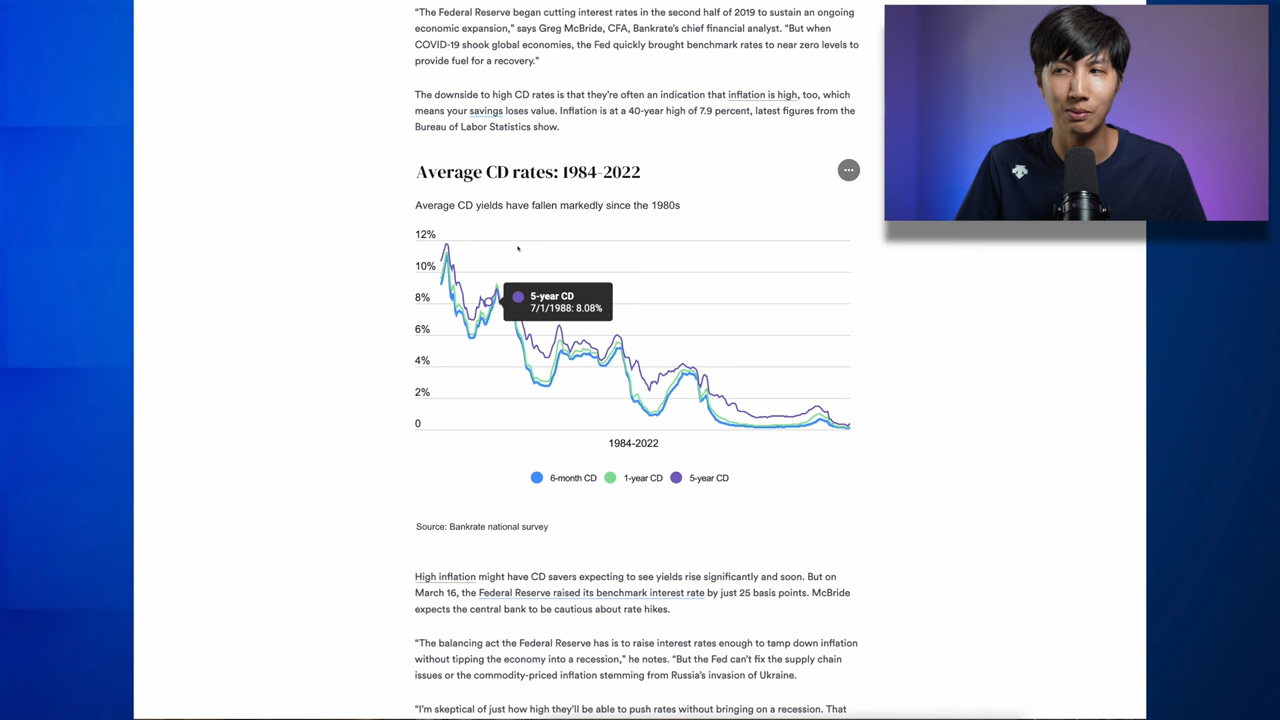 “The Federal Reserve began cutting interest rates in the second half of 2019 to sustain an ongoing
economic expansion,” says Greg McBride, CFA, Bankrate’s chief financial analyst. “But when
COVID-19 shook global economies, the Fed quickly brought benchmark rates to near zero levels to
provide fuel for a recovery.”
The downside to high CD rates is that they’re often an indication that inflation is high, too, which
means your savings loses value. Inflation is at a 40-year high of 7.9 percent, latest figures from the
Bureau of Labor Statistics show.
Average CD rates: 1984-2022
Average CD yields have fallen markedly since the 1980s
12%
10%
8%
6%
4%
2%
0
5-year CD
7/1/1988: 8.08%
1984-2022
6-month CD 1-year CD 5-year CD
Source: Bankrate national survey
High inflation might have CD savers expecting to see yields rise significantly and soon. But on
March 16, the Federal Reserve raised its benchmark interest rate by just 25 basis points. McBride
expects the central bank to be cautious about rate hikes.
“The balancing act the Federal Reserve has is to raise interest rates enough to tamp down inflation
without tipping the economy into a recession,” he notes. “But the Fed can’t fix the supply chain
issues or the commodity-priced inflation stemming from Russia’s invasion of Ukraine.
“I’m skeptical of just how high they’ll be able to push rates without bringing on a recession. That